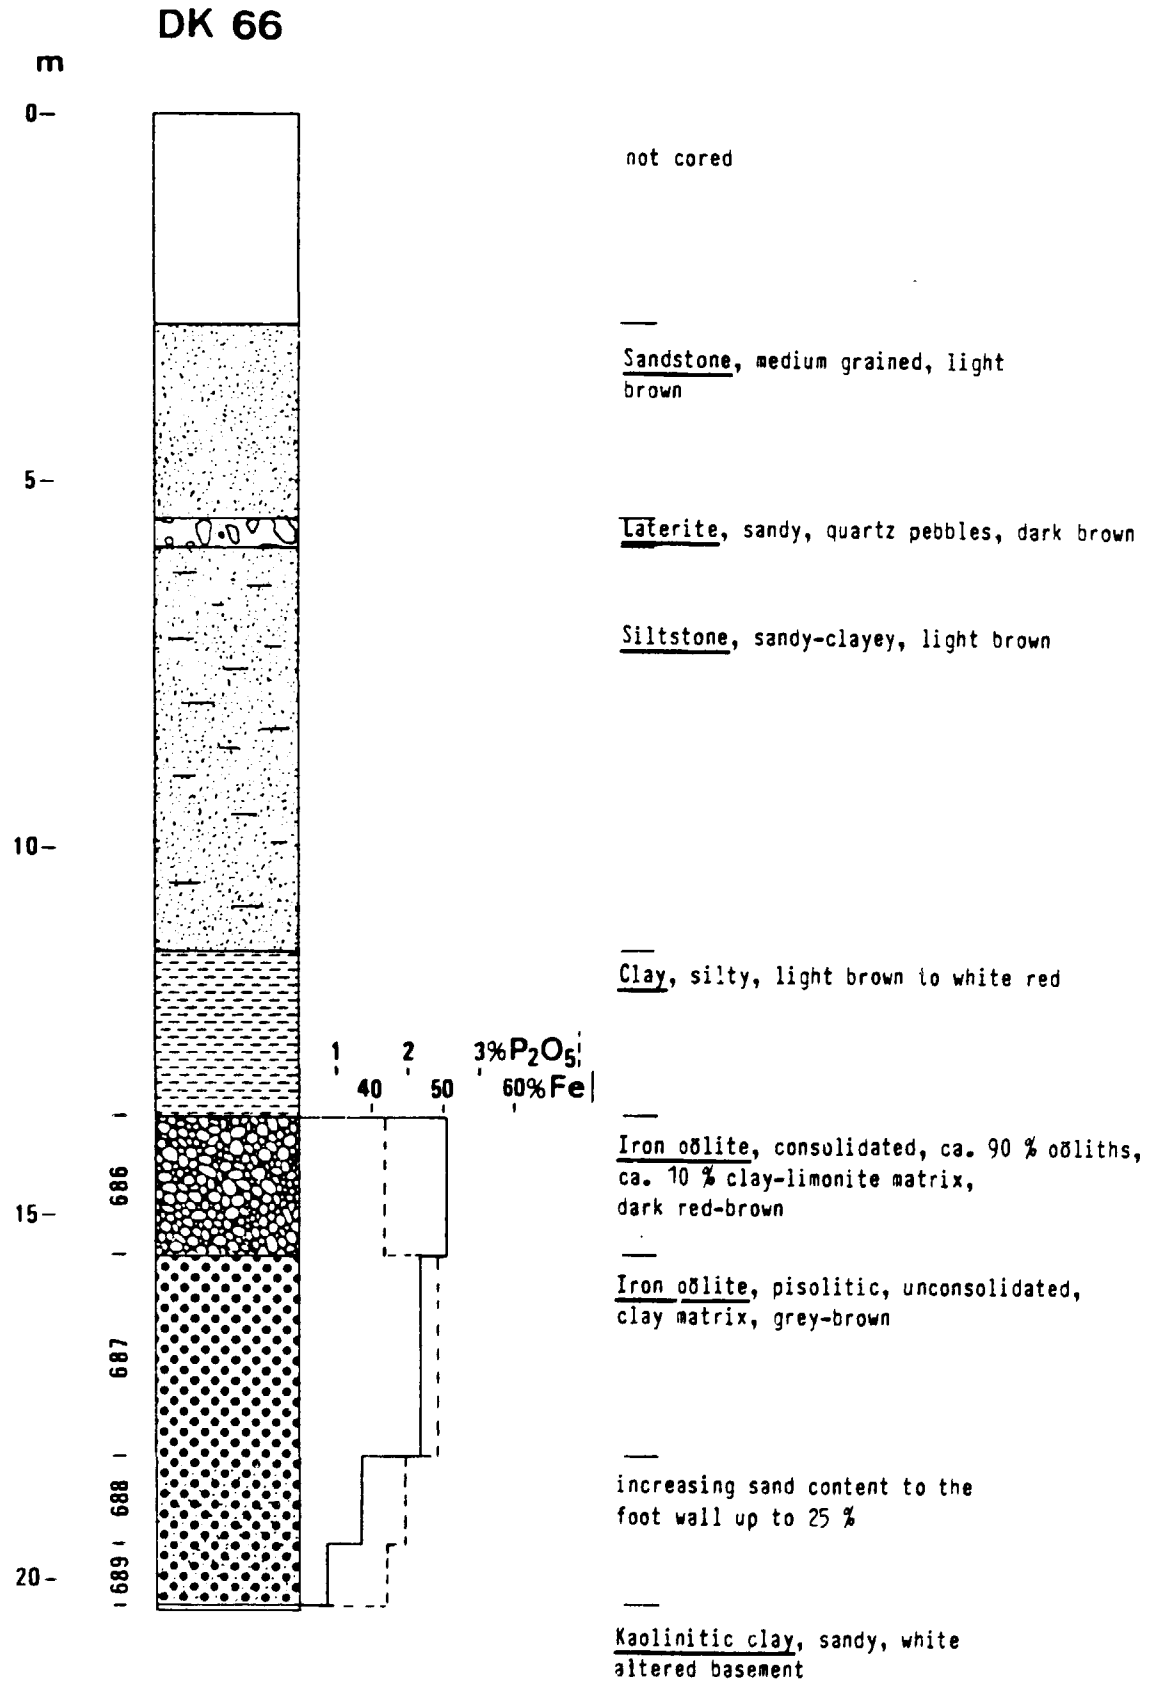 DK 66
m
0–
not cored
Sandstone, medium grained, light
brown
5–
Laterite, sandy, quartz pebbles, dark brown
Siltstone, sandy-clayey, light brown
10–
Clay, silty, light brown to white red
1 2 3% P₂O₅
40 50 60% Fe
Iron oölite, consolidated, ca. 90 % oöliths,
ca. 10 % clay-limonite matrix,
dark red-brown
686
15–
Iron oölite, pisolitic, unconsolidated,
clay matrix, grey-brown
687
increasing sand content to the
foot wall up to 25 %
688
20–
689
Kaolinitic clay, sandy, white
altered basement